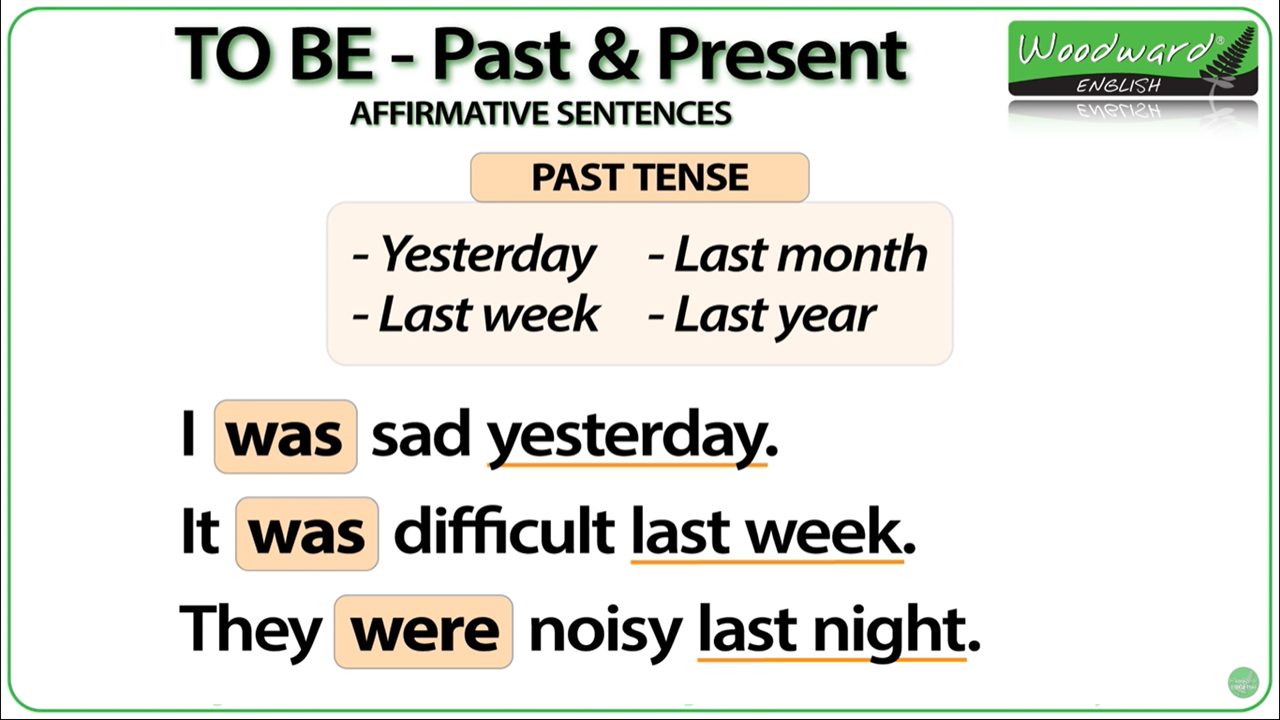 TO BE - Past & Present
Woodward®
ENGLISH
AFFIRMATIVE SENTENCES
PAST TENSE
- Yesterday - Last month
- Last week - Last year
I was sad yesterday.
It was difficult last week.
They were noisy last night.